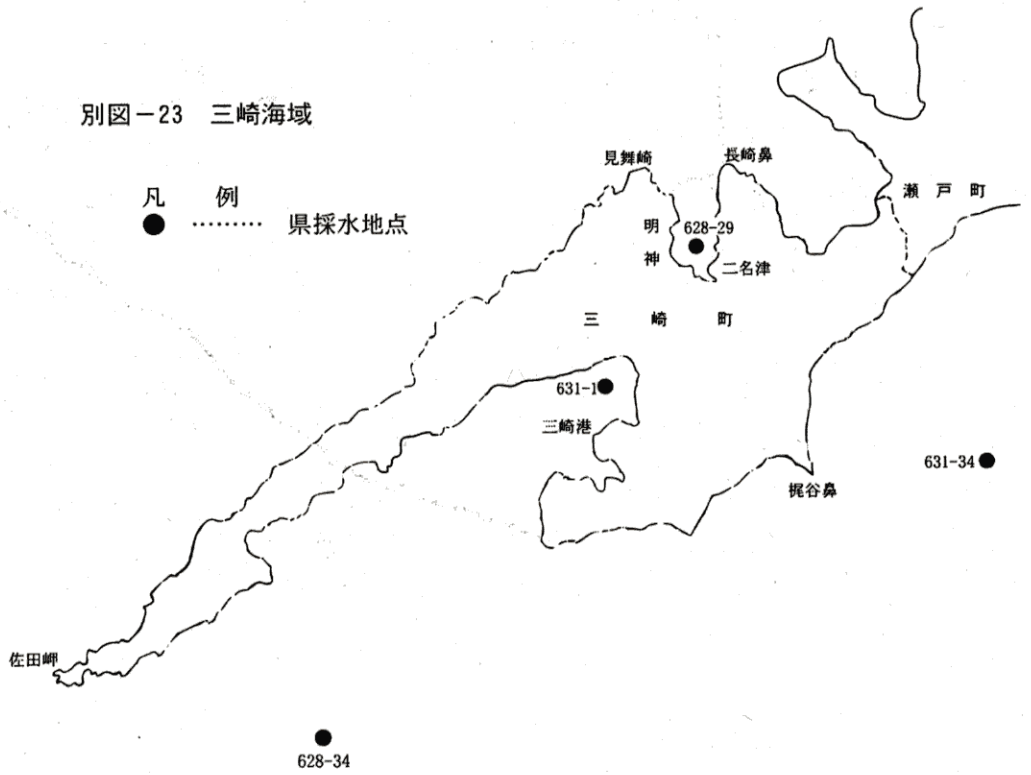 別図－23 三崎海域
凡 例
● ……… 県採水地点
見舞崎
長崎鼻
瀬戸町
明神
628-29
二名津
三崎町
631-1
三崎港
631-34
梶谷鼻
佐田岬
628-34